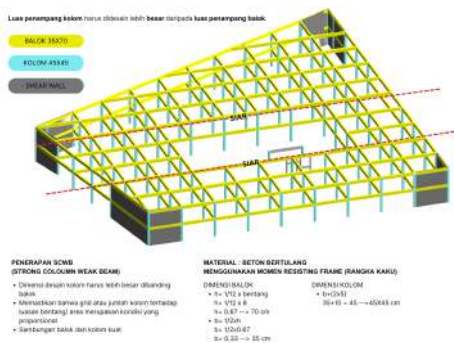 Luas penampang kolom harus didesain lebih besar daripada luas penampang balok.
BALOK 35X70
KOLOM 45X45
SHEAR WALL
SIAR
SIAR
PENERAPAN SCWB
(STRONG COLOUMN WEAK BEAM)
• Dimensi desain kolom harus lebih besar dibanding
balok
• Memastikan bahwa grid atau jumlah kolom terhadap
luasan bentang/ area merupakan kondisi yang
proporsional
• Sambungan balok dan kolom kuat
MATERIAL : BETON BERTULANG
MENGGUNAKAN MOMEN RESISTING FRAME (RANGKA KAKU)
DIMENSI BALOK
• h= 1/12 x bentang
h= 1/12 x 8
h= 0.67 --> 70 cm
• b= 1/2xh
b= 1/2x0.67
b= 0.33 --> 35 cm
DIMENSI KOLOM
• b+(2x5)
35+10 = 45 -->45X45 cm